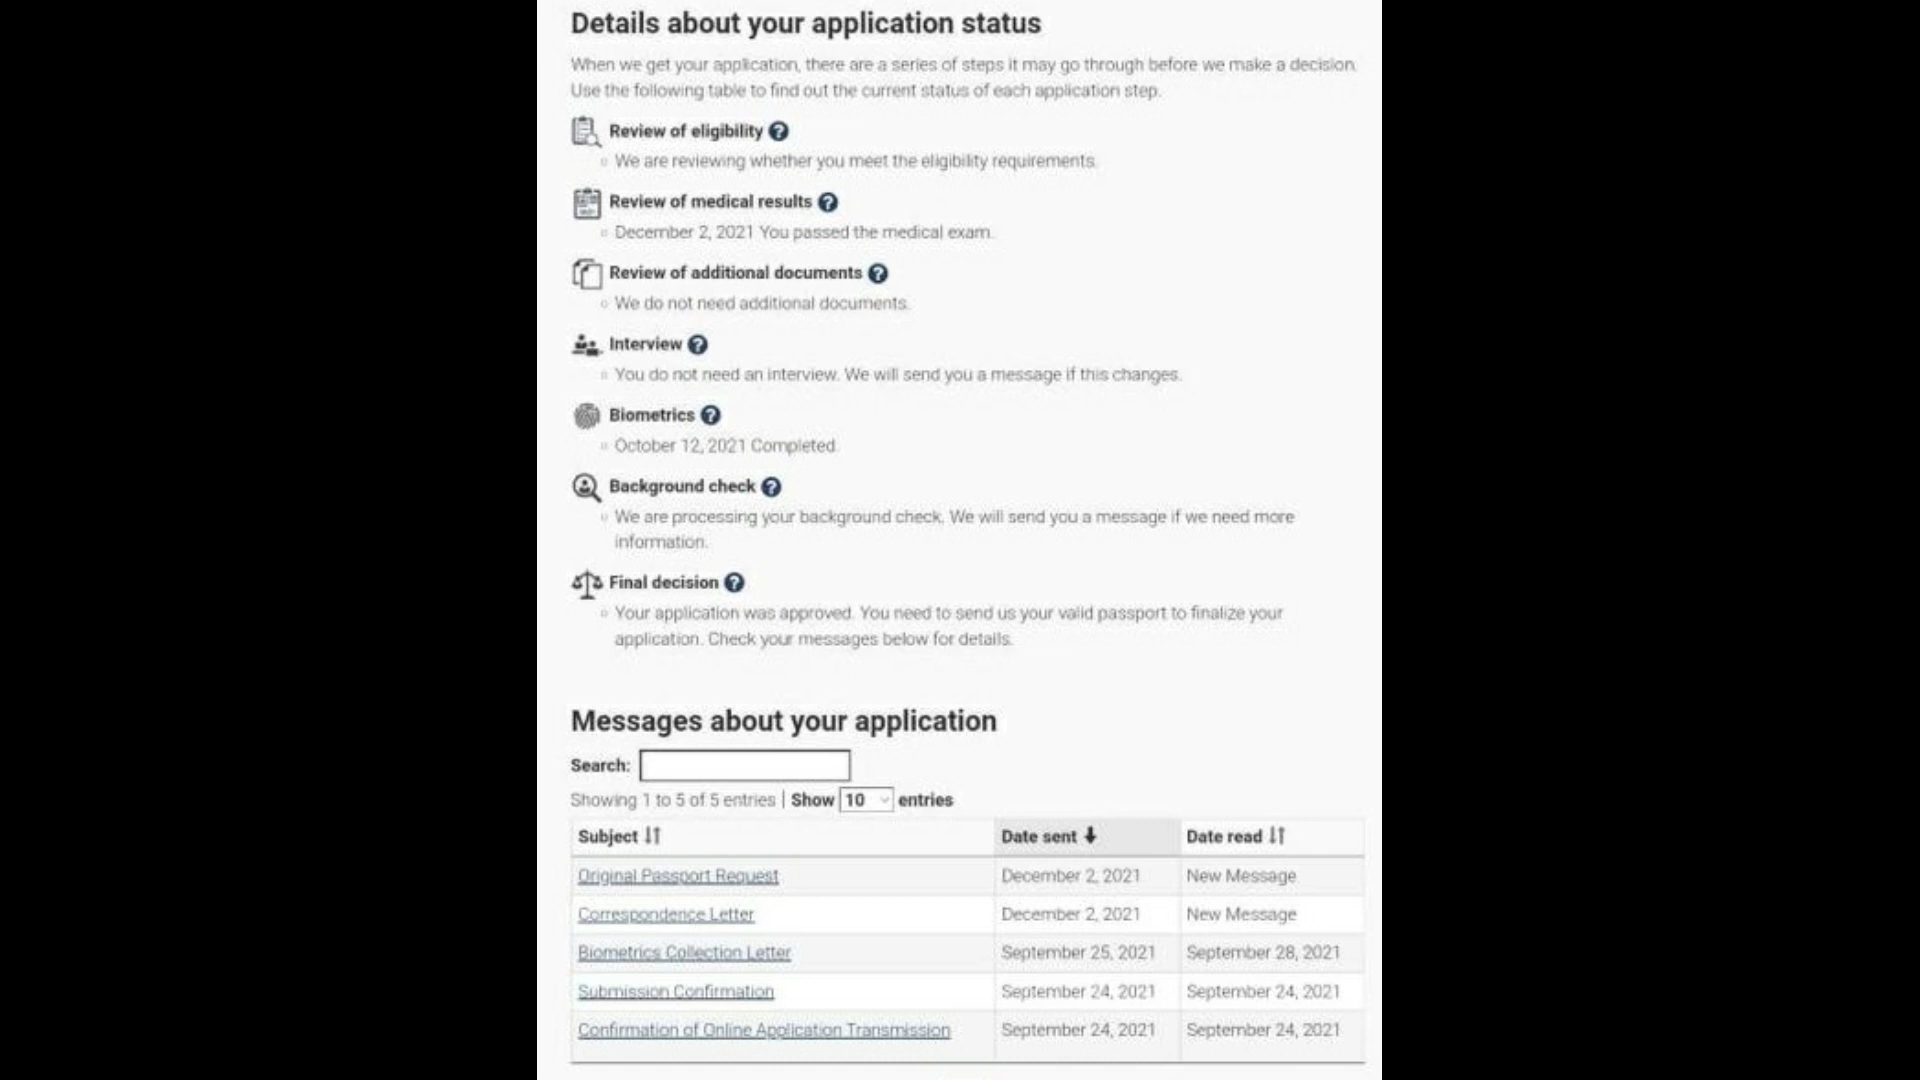 Details about your application status
When we get your application, there are a series of steps it may go through before we make a decision.
Use the following table to find out the current status of each application step.
Review of eligibility ?
We are reviewing whether you meet the eligibility requirements.
Review of medical results ?
December 2, 2021 You passed the medical exam.
Review of additional documents ?
We do not need additional documents.
Interview ?
You do not need an interview. We will send you a message if this changes.
Biometrics ?
October 12, 2021 Completed.
Background check ?
We are processing your background check. We will send you a message if we need more
information.
Final decision ?
Your application was approved. You need to send us your valid passport to finalize your
application. Check your messages below for details.
Messages about your application
Search:
Showing 1 to 5 of 5 entries | Show 10 entries
Subject Date sent Date read
Original Passport Request December 2, 2021 New Message
Correspondence Letter December 2, 2021 New Message
Biometrics Collection Letter September 25, 2021 September 28, 2021
Submission Confirmation September 24, 2021 September 24, 2021
Confirmation of Online Application Transmission September 24, 2021 September 24, 2021